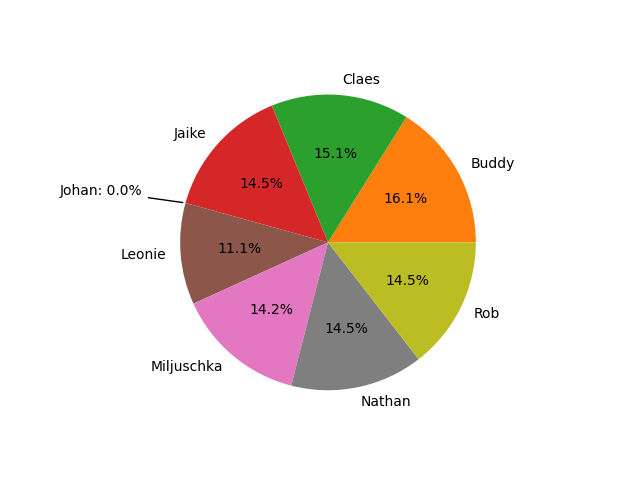 Claes
15.1%
Buddy
16.1%
Jaike
14.5%
Johan: 0.0%
Leonie
11.1%
Miljuschka
14.2%
Nathan
14.5%
Rob
14.5%